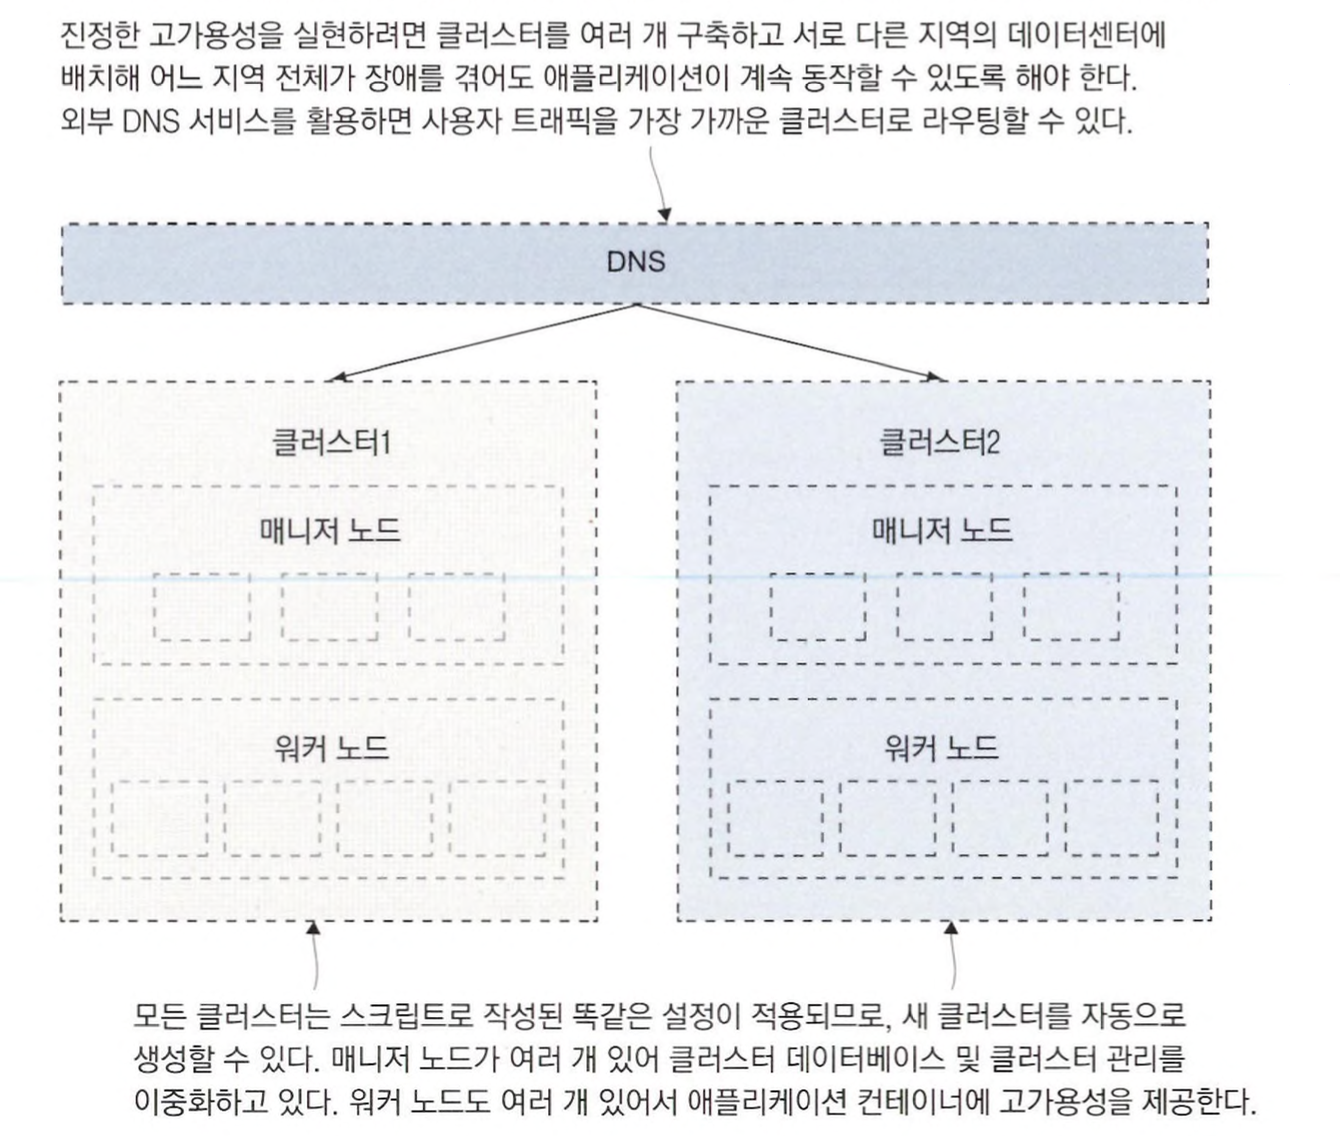 진정한 고가용성을 실현하려면 클러스터를 여러 개 구축하고 서로 다른 지역의 데이터센터에
배치해 어느 지역 전체가 장애를 겪어도 애플리케이션이 계속 동작할 수 있도록 해야 한다.
외부 DNS 서비스를 활용하면 사용자 트래픽을 가장 가까운 클러스터로 라우팅할 수 있다.
DNS
클러스터1
클러스터2
매니저 노드
매니저 노드
워커 노드
워커 노드
모든 클러스터는 스크립트로 작성된 똑같은 설정이 적용되므로, 새 클러스터를 자동으로
생성할 수 있다. 매니저 노드가 여러 개 있어 클러스터 데이터베이스 및 클러스터 관리를
이중화하고 있다. 워커 노드도 여러 개 있어서 애플리케이션 컨테이너에 고가용성을 제공한다.